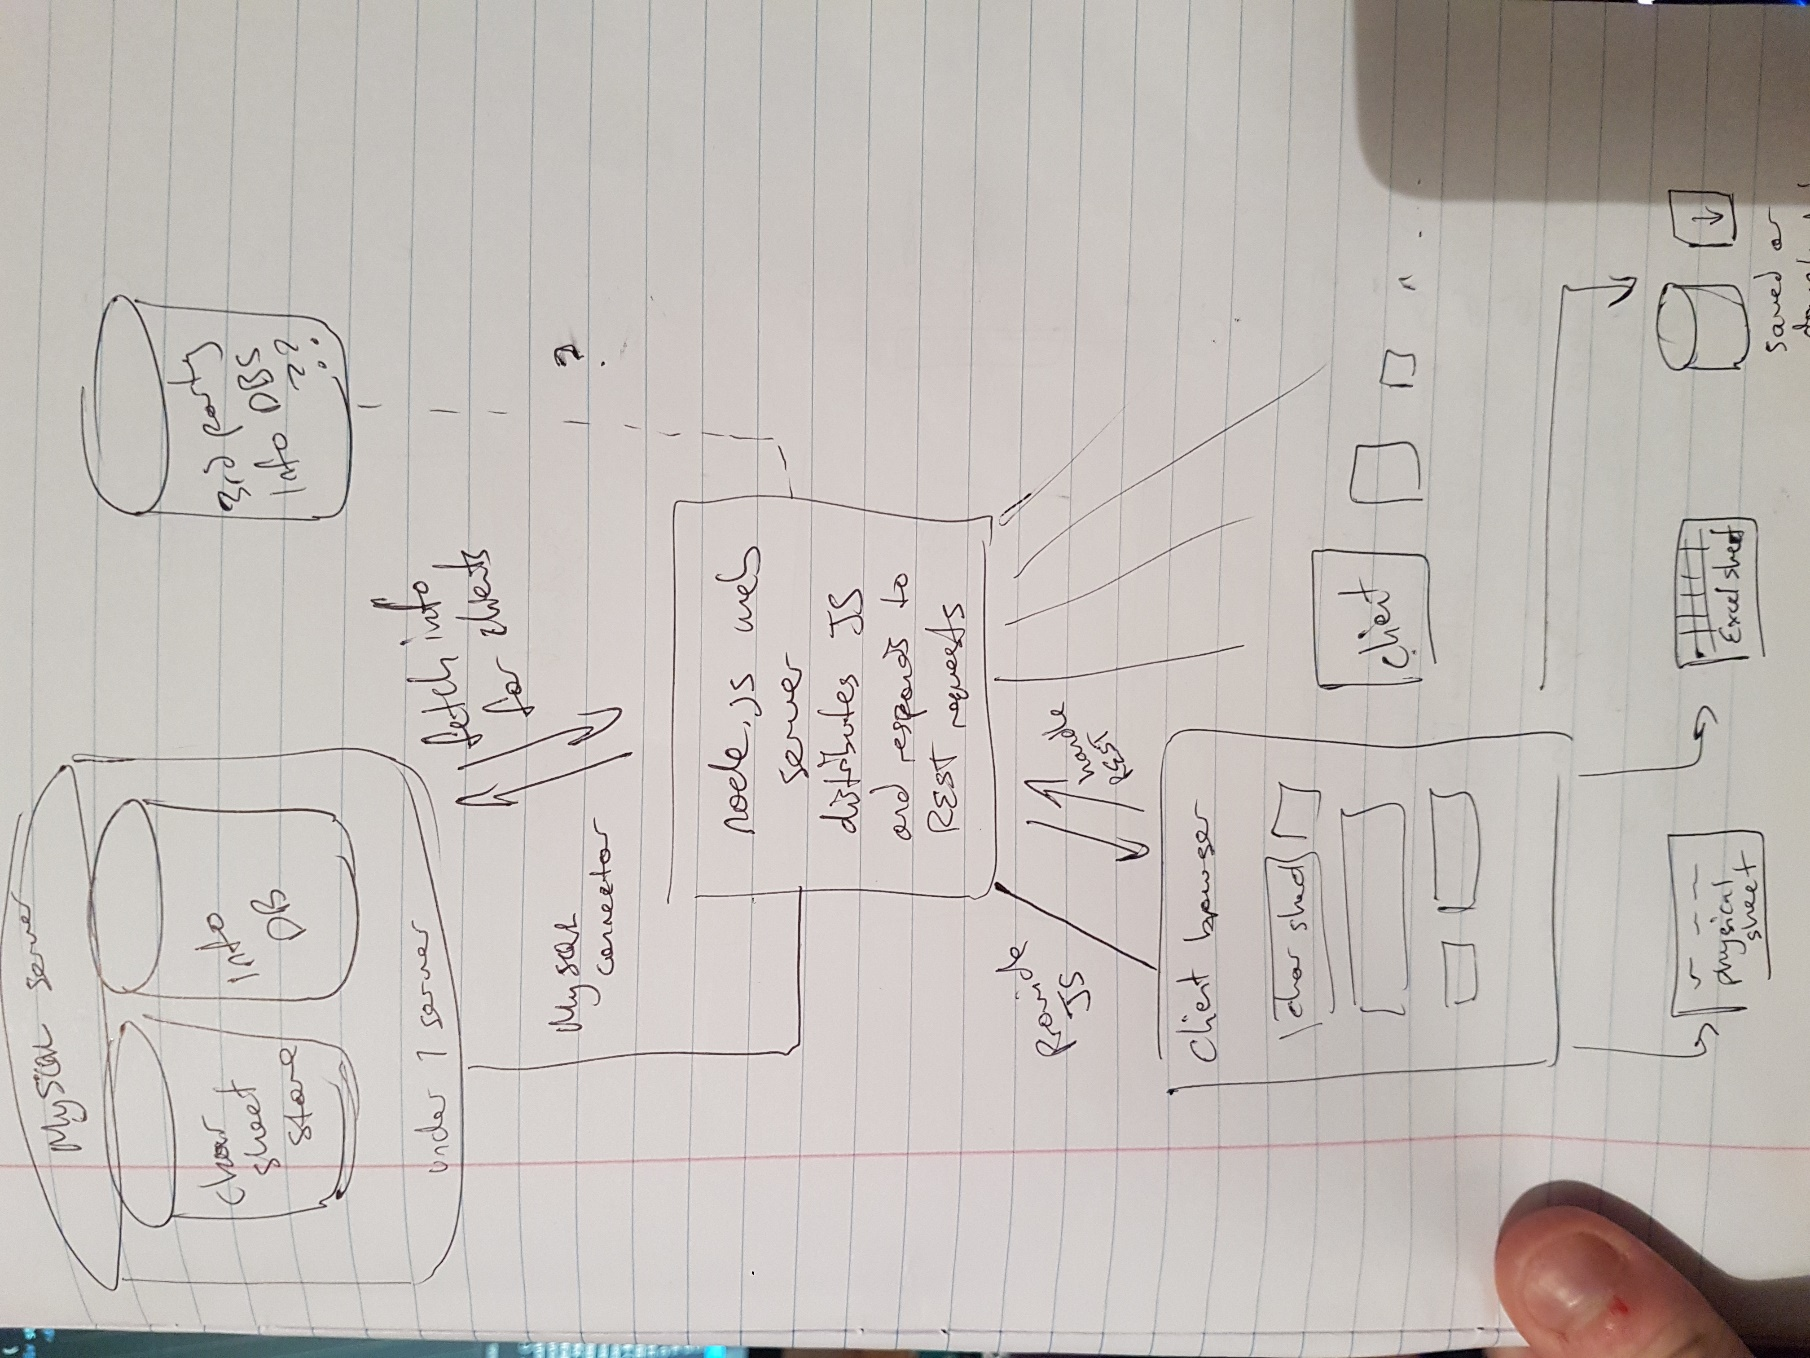 MySQL server
char
sheet
store
Info
DB
under 1 server
3rd party
Info DBS
??
fetch info
for clients
?
MySQL
connector
node.js web
server
distributes JS
and responds to
REST requests
Provide
JS
handle
REST
Client browser
char sheet
client
physical
sheet
Excel sheet
saved or